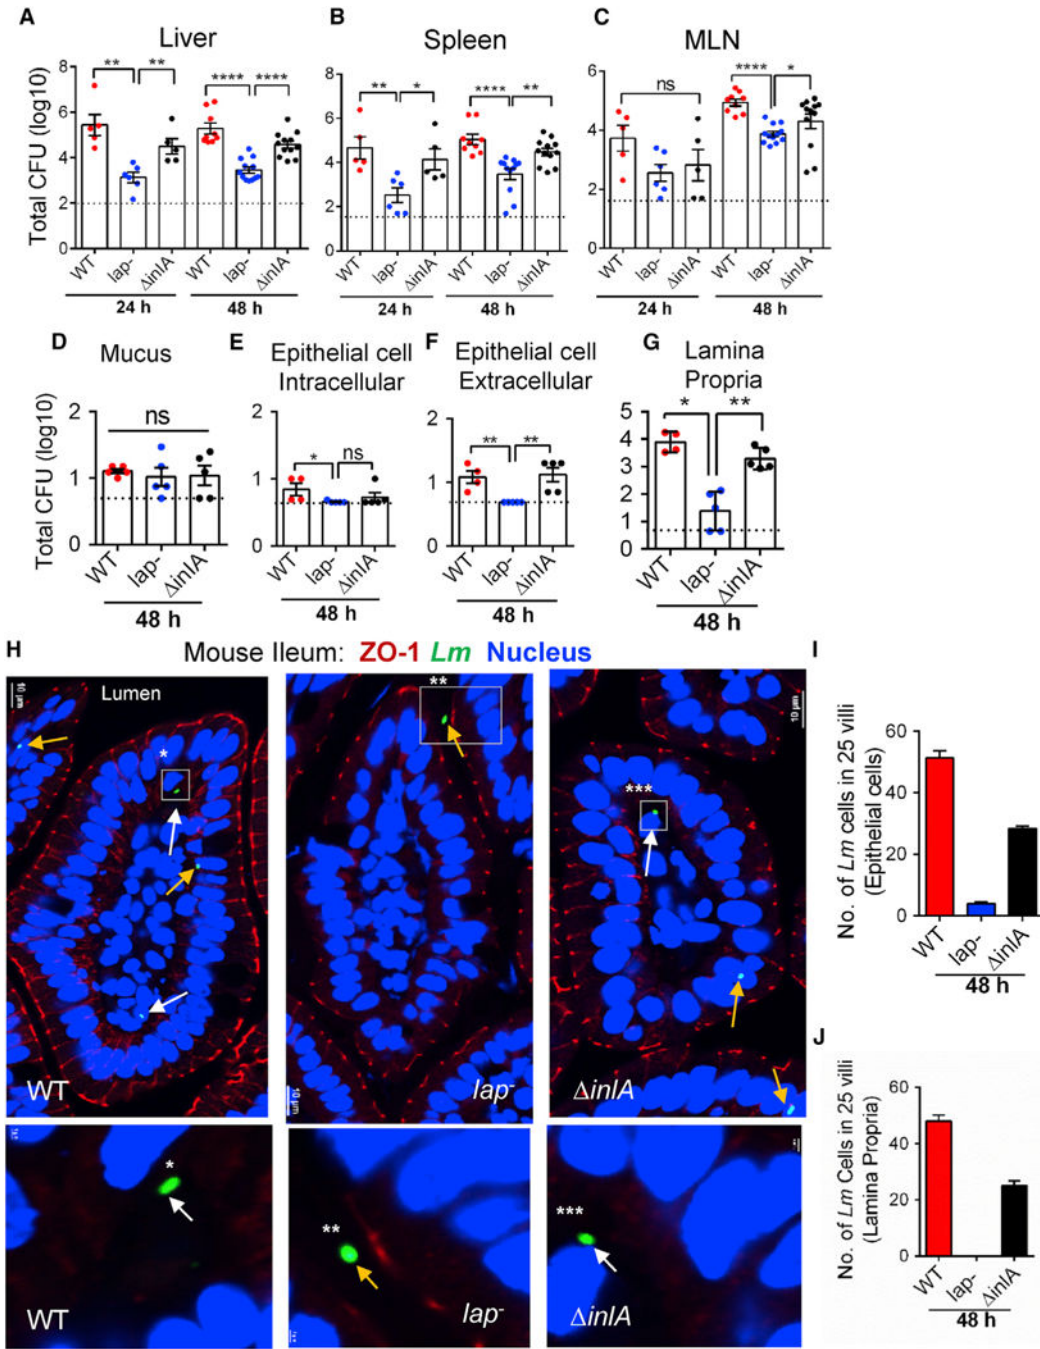 A
Liver
B
Spleen
C
MLN
Total CFU (log10)
8
6
4
2
0
**
**
****
****
WT
lap-
ΔinlA
WT
lap-
ΔinlA
24 h
48 h
8
6
4
2
0
**
*
****
**
WT
lap-
ΔinlA
WT
lap-
ΔinlA
24 h
48 h
6
4
2
0
ns
****
*
WT
lap-
ΔinlA
WT
lap-
ΔinlA
24 h
48 h
D
Mucus
E
Epithelial cell
Intracellular
F
Epithelial cell
Extracellular
G
Lamina
Propria
Total CFU (log10)
2
1
0
ns
WT
lap-
ΔinlA
48 h
2
1
0
*
ns
WT
lap-
ΔinlA
48 h
2
1
0
**
**
WT
lap-
ΔinlA
48 h
5
4
3
2
1
0
*
**
WT
lap-
ΔinlA
48 h
H
Mouse Ileum: ZO-1 Lm Nucleus
10 µm
Lumen
*
WT
**
10 µm
lap-
10 µm
***
ΔinlA
*
WT
**
lap-
***
ΔinlA
I
No. of Lm cells in 25 villi
(Epithelial cells)
60
40
20
0
WT
lap-
ΔinlA
48 h
J
No. of Lm Cells in 25 villi
(Lamina Propria)
60
40
20
0
WT
lap-
ΔinlA
48 h